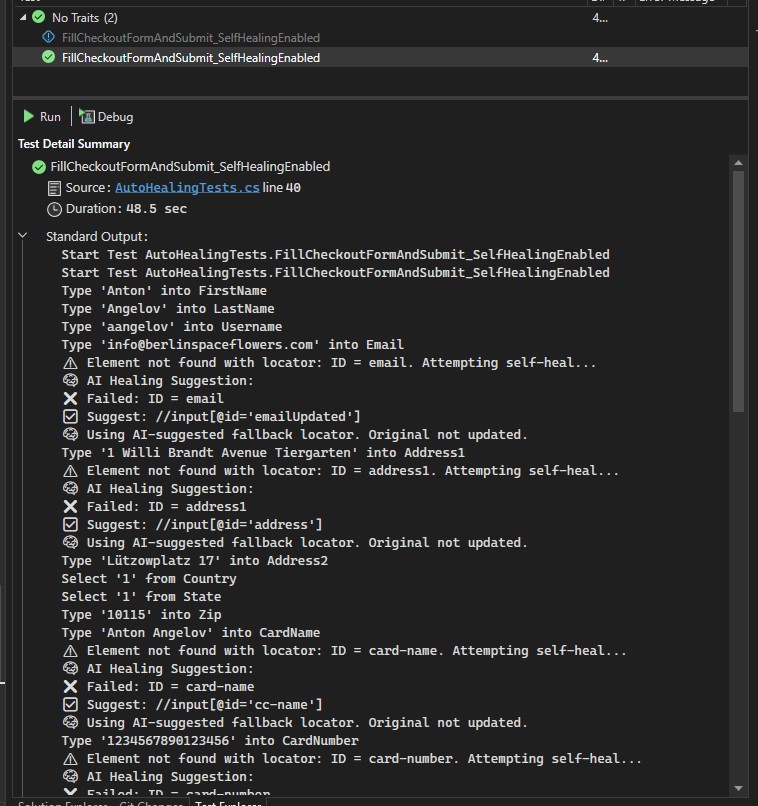 No Traits (2) 4...
FillCheckoutFormAndSubmit_SelfHealingEnabled
FillCheckoutFormAndSubmit_SelfHealingEnabled 4...
Run Debug
Test Detail Summary
FillCheckoutFormAndSubmit_SelfHealingEnabled
Source: AutoHealingTests.cs line 40
Duration: 48.5 sec
Standard Output:
Start Test AutoHealingTests.FillCheckoutFormAndSubmit_SelfHealingEnabled
Start Test AutoHealingTests.FillCheckoutFormAndSubmit_SelfHealingEnabled
Type 'Anton' into FirstName
Type 'Angelov' into LastName
Type 'aangelov' into Username
Type 'info@berlinspaceflowers.com' into Email
Element not found with locator: ID = email. Attempting self-heal...
AI Healing Suggestion:
Failed: ID = email
Suggest: //input[@id='emailUpdated']
Using AI-suggested fallback locator. Original not updated.
Type '1 Willi Brandt Avenue Tiergarten' into Address1
Element not found with locator: ID = address1. Attempting self-heal...
AI Healing Suggestion:
Failed: ID = address1
Suggest: //input[@id='address']
Using AI-suggested fallback locator. Original not updated.
Type 'Lützowplatz 17' into Address2
Select '1' from Country
Select '1' from State
Type '10115' into Zip
Type 'Anton Angelov' into CardName
Element not found with locator: ID = card-name. Attempting self-heal...
AI Healing Suggestion:
Failed: ID = card-name
Suggest: //input[@id='cc-name']
Using AI-suggested fallback locator. Original not updated.
Type '1234567890123456' into CardNumber
Element not found with locator: ID = card-number. Attempting self-heal...
AI Healing Suggestion:
Failed: ID = card-number
Solution Explorer Git Changes Test Explorer